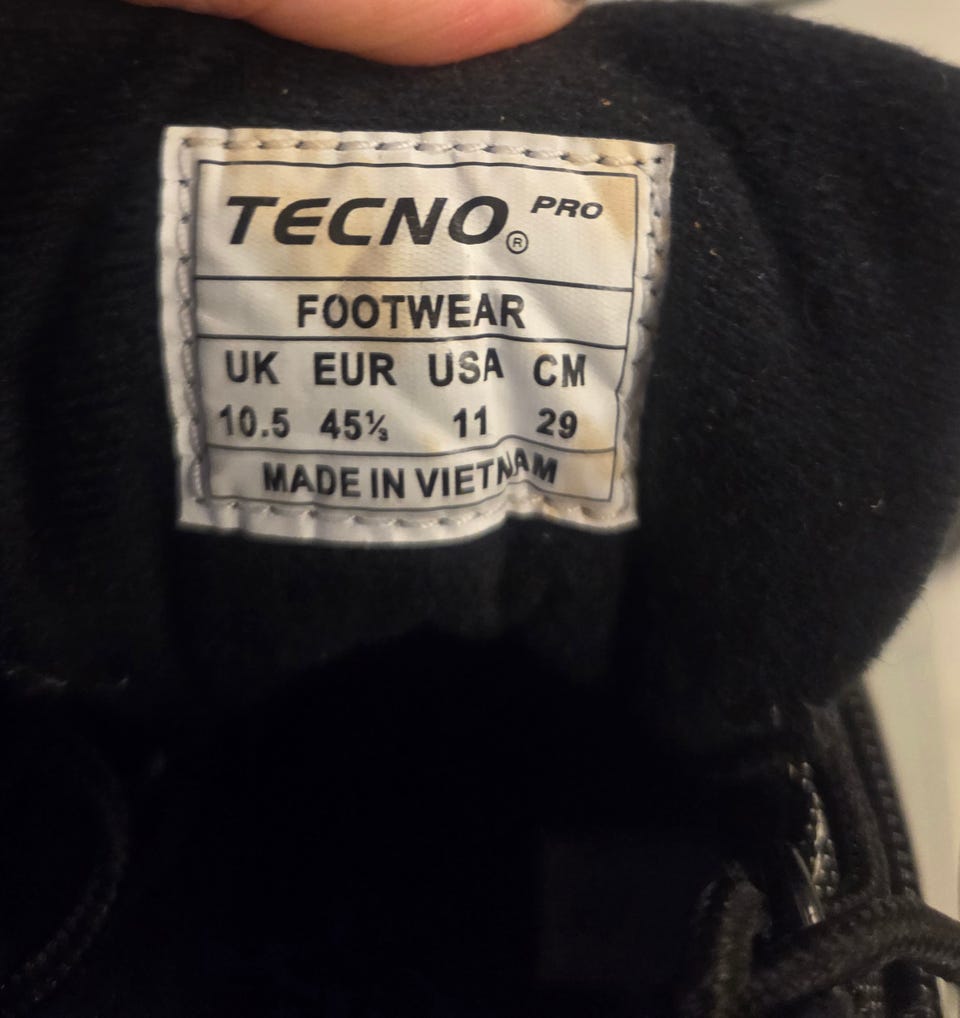 TECNO® PRO
FOOTWEAR
UK EUR USA CM
10.5 45⅓ 11 29
MADE IN VIETNAM